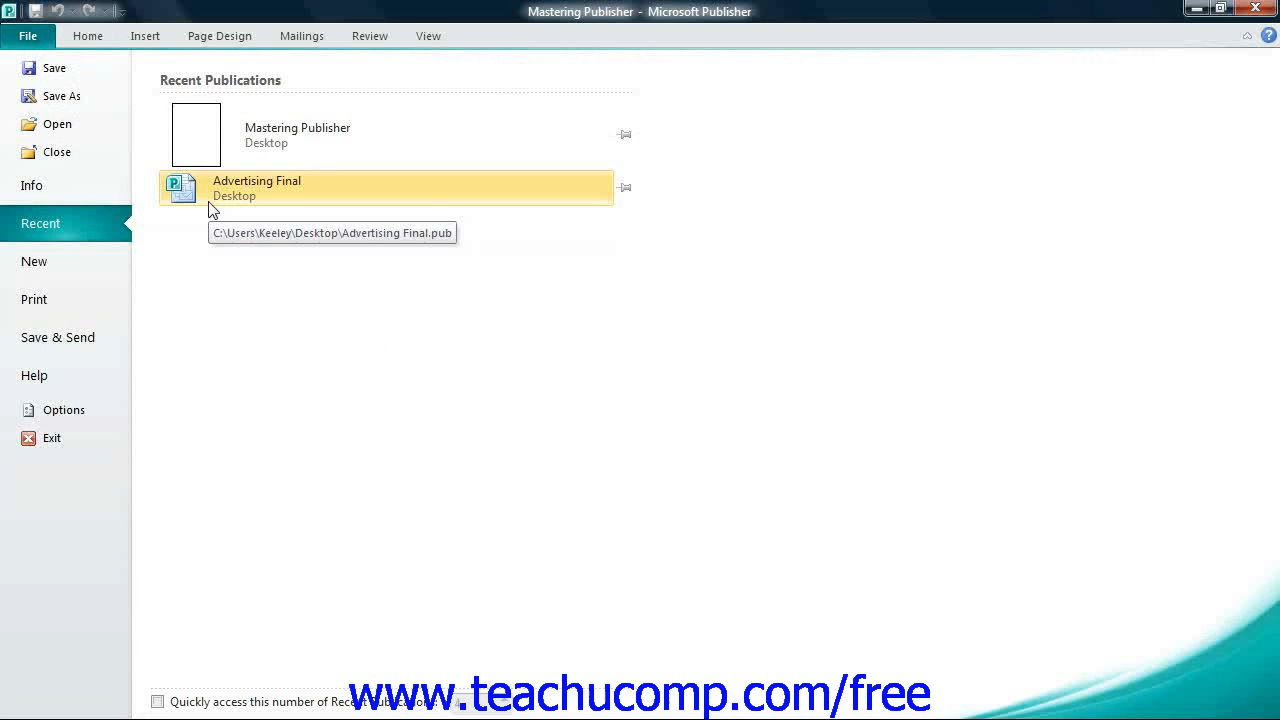 Mastering Publisher - Microsoft Publisher
File Home Insert Page Design Mailings Review View
Save
Save As
Open
Close
Info
Recent
New
Print
Save & Send
Help
Options
Exit
Recent Publications
Mastering Publisher
Desktop
Advertising Final
Desktop
C:\Users\Keeley\Desktop\Advertising Final.pub
Quickly access this number of Recent Publications:
www.teachucomp.com/free